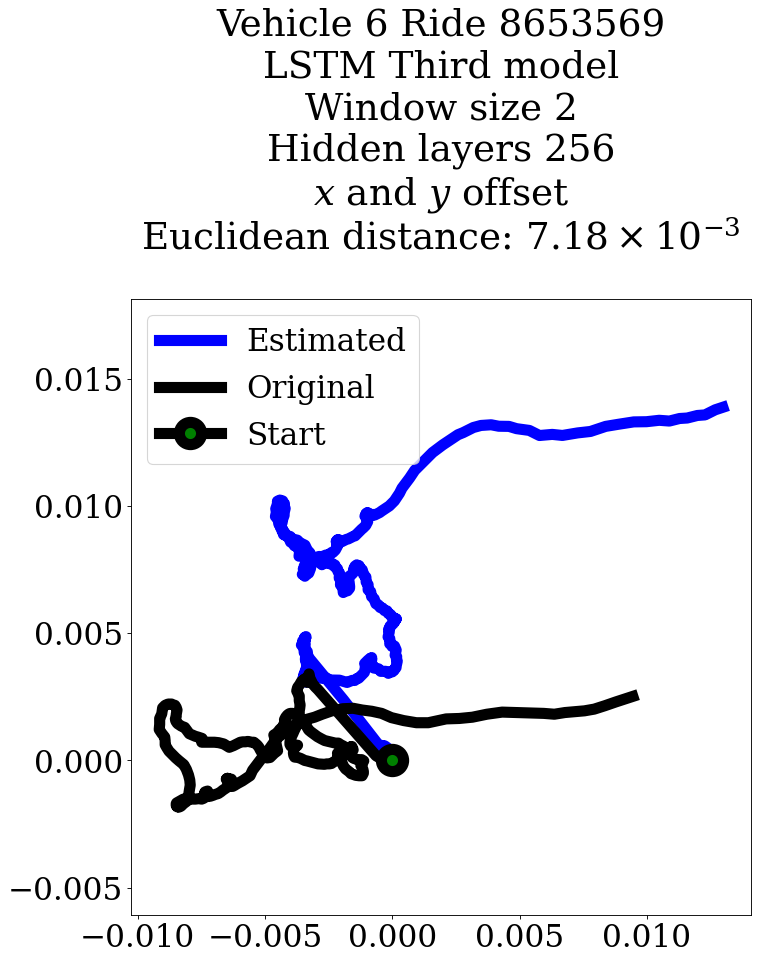 Vehicle 6 Ride 8653569
LSTM Third model
Window size 2
Hidden layers 256
x and y offset
Euclidean distance: 7.18 × 10⁻³
Estimated
Original
Start
0.015
0.010
0.005
0.000
−0.005
−0.010 −0.005 0.000 0.005 0.010